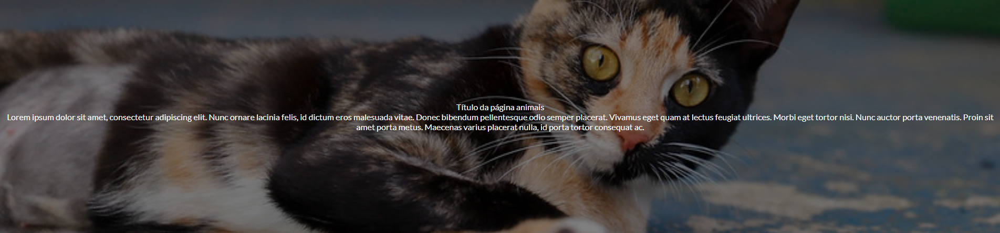 Título da página animais
Lorem ipsum dolor sit amet, consectetur adipiscing elit. Nunc ornare lacinia felis, id dictum eros malesuada vitae. Donec bibendum pellentesque odio semper placerat. Vivamus eget quam at lectus feugiat ultrices. Morbi eget tortor nisi. Nunc auctor porta venenatis. Proin sit
amet porta metus. Maecenas varius placerat nulla, id porta tortor consequat ac.